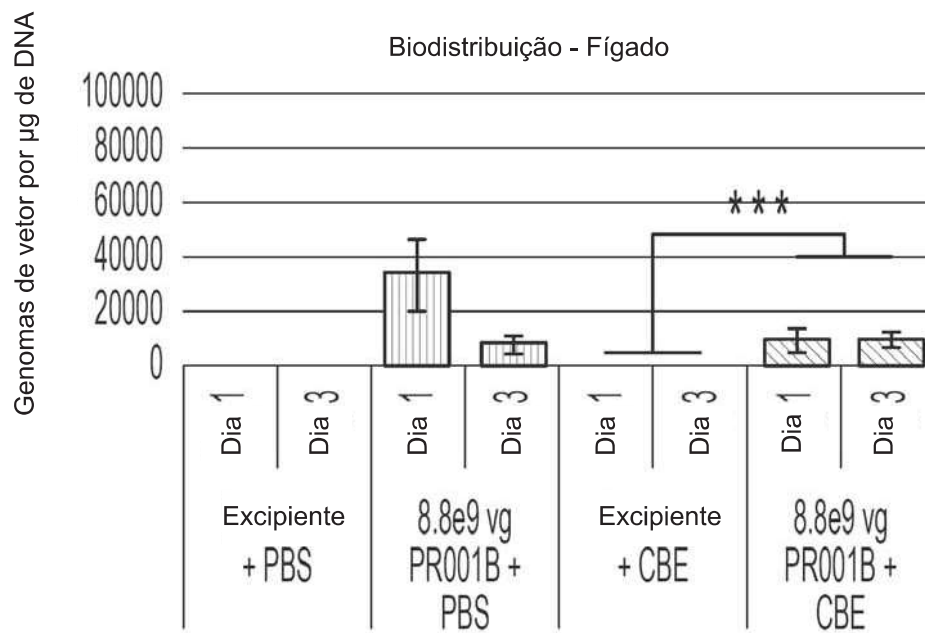 Biodistribuição - Fígado
Genomas de vetor por µg de DNA
100000
80000
60000
40000
20000
0
***
Dia 1
Dia 3
Dia 1
Dia 3
Dia 1
Dia 3
Dia 1
Dia 3
Excipiente
+ PBS
8.8e9 vg
PR001B +
PBS
Excipiente
+ CBE
8.8e9 vg
PR001B +
CBE